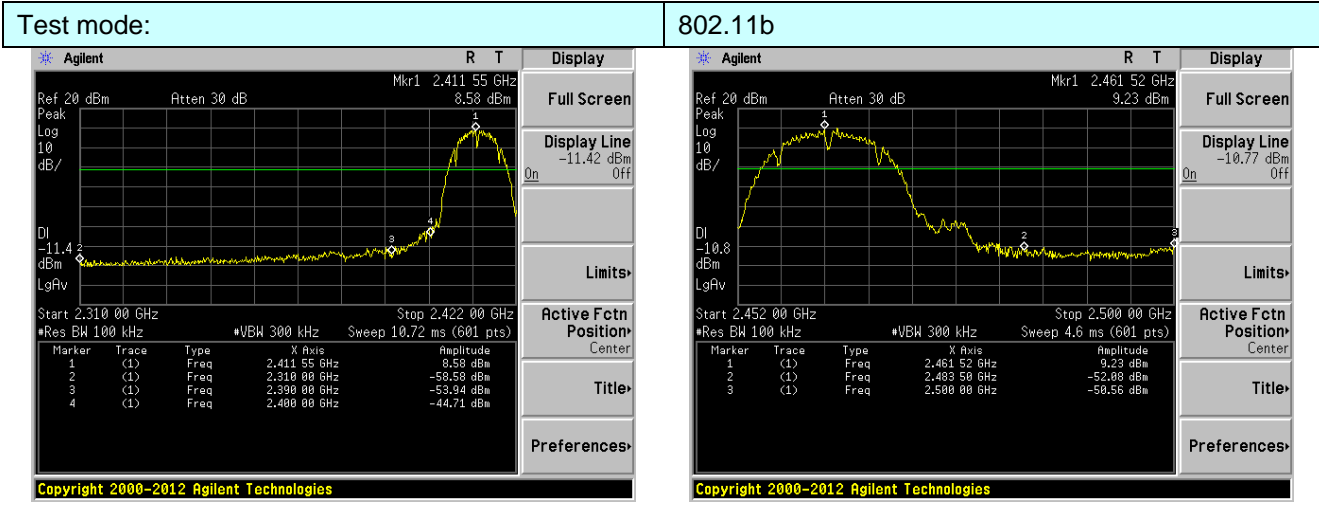 Test mode: 802.11b
Agilent R T Display
Mkr1 2.411 55 GHz
Ref 20 dBm Atten 30 dB 8.58 dBm
Peak
Log
10
dB/
DI
-11.4
dBm
LgAv
1
2
3
4
Start 2.310 00 GHz Stop 2.422 00 GHz
#Res BW 100 kHz #VBW 300 kHz Sweep 10.72 ms (601 pts)
Marker Trace Type X Axis Amplitude
1 (1) Freq 2.411 55 GHz 8.58 dBm
2 (1) Freq 2.310 00 GHz -58.58 dBm
3 (1) Freq 2.390 00 GHz -53.94 dBm
4 (1) Freq 2.400 00 GHz -44.71 dBm
Full Screen
Display Line
-11.42 dBm
On Off
Limits
Active Fctn
Position
Center
Title
Preferences
Copyright 2000-2012 Agilent Technologies
Agilent R T Display
Mkr1 2.461 52 GHz
Ref 20 dBm Atten 30 dB 9.23 dBm
Peak
Log
10
dB/
DI
-10.8
dBm
LgAv
1
2
3
Start 2.452 00 GHz Stop 2.500 00 GHz
#Res BW 100 kHz #VBW 300 kHz Sweep 4.6 ms (601 pts)
Marker Trace Type X Axis Amplitude
1 (1) Freq 2.461 52 GHz 9.23 dBm
2 (1) Freq 2.483 50 GHz -52.08 dBm
3 (1) Freq 2.500 00 GHz -50.56 dBm
Full Screen
Display Line
-10.77 dBm
On Off
Limits
Active Fctn
Position
Center
Title
Preferences
Copyright 2000-2012 Agilent Technologies